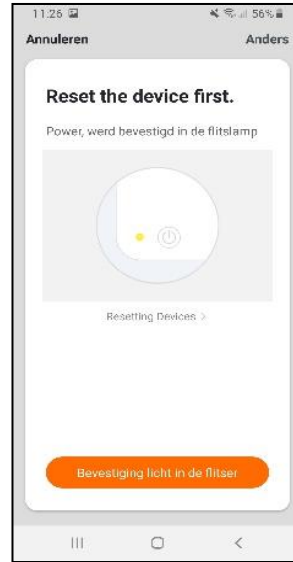 11.26 56%
Annuleren Anders
Reset the device first.
Power, werd bevestigd in de flitslamp
Resetting Devices >
Bevestiging licht in de flitser